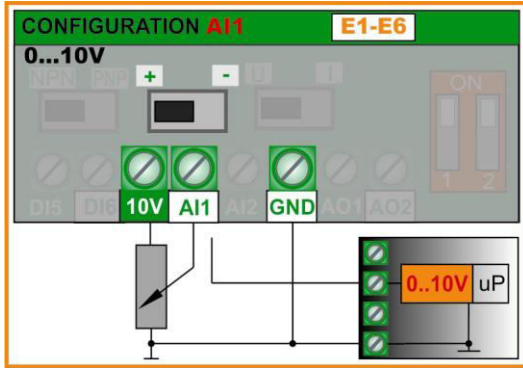 CONFIGURATION AI1 E1-E6
0...10V
NPN PNP + - U I ON
1 2
DI5 DI6 10V AI1 AI2 GND AO1 AO2
0..10V uP